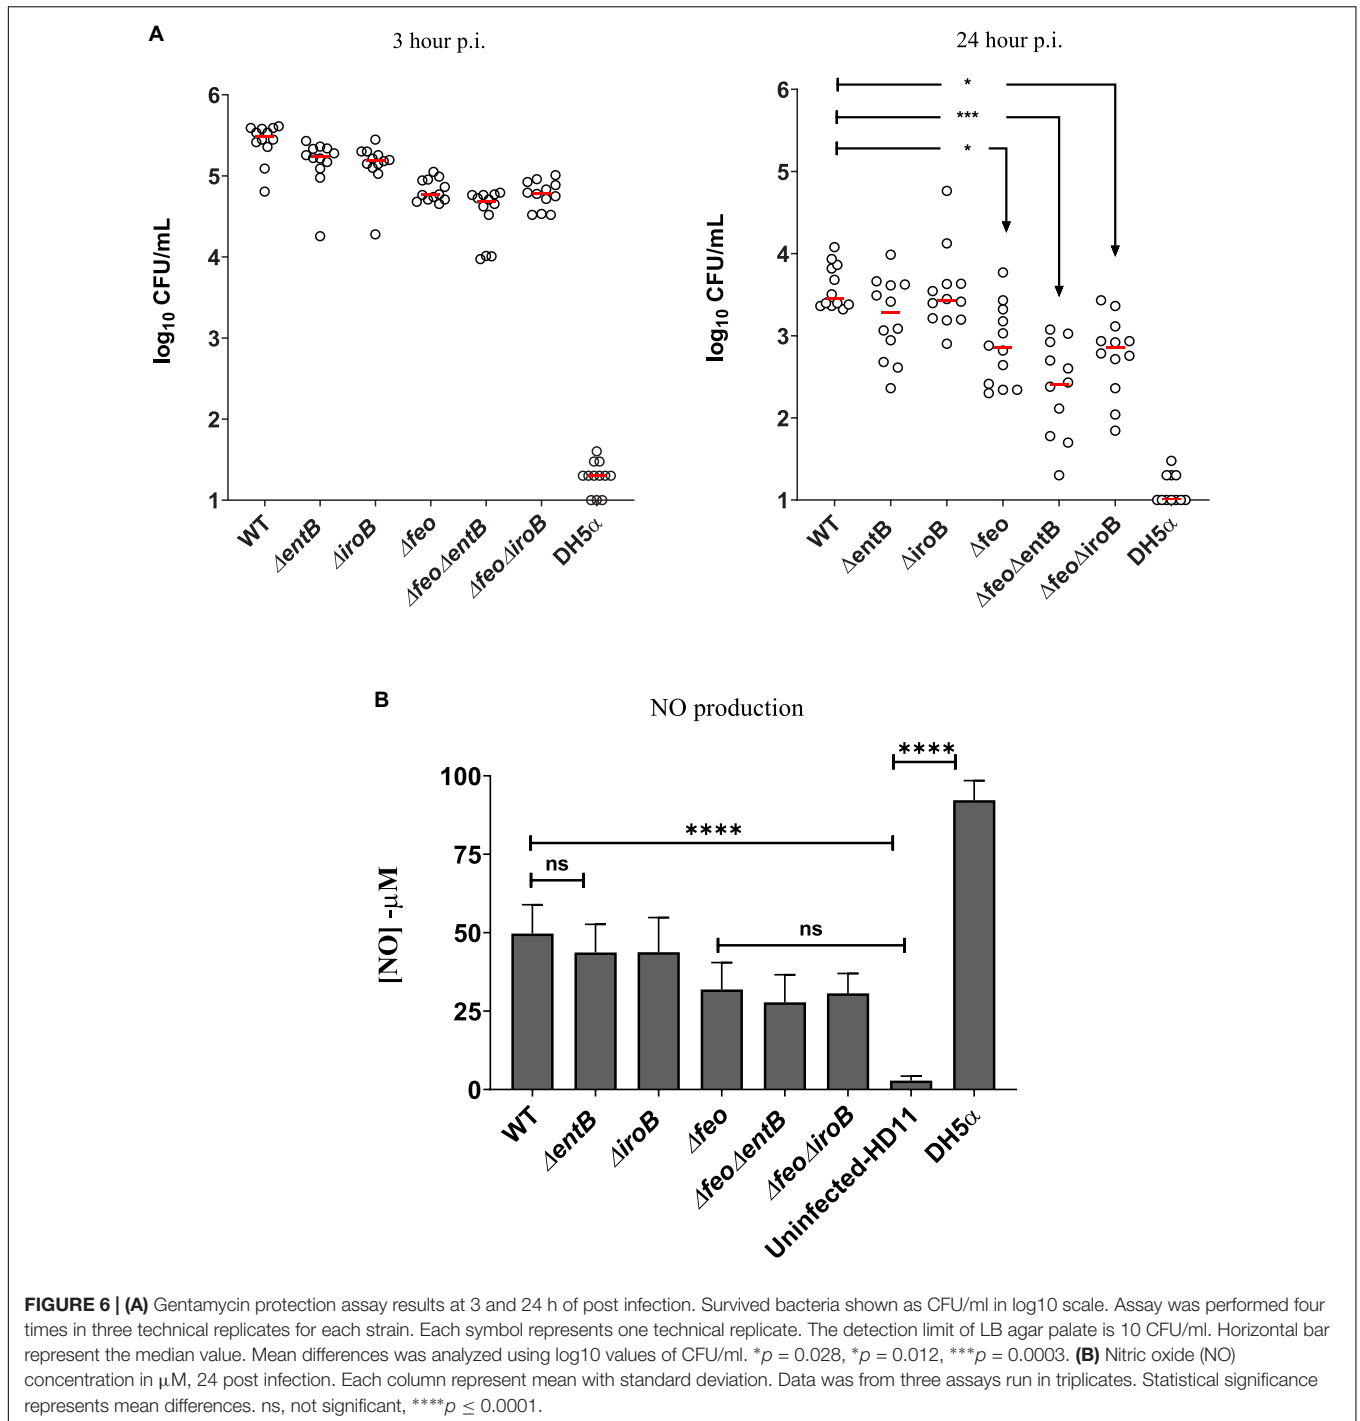 A
3 hour p.i.
24 hour p.i.
6
5
4
3
2
1
log10 CFU/mL
WT
ΔentB
ΔiroB
Δfeo
ΔfeoΔentB
ΔfeoΔiroB
DH5α
6
5
4
3
2
1
log10 CFU/mL
*
***
*
WT
ΔentB
ΔiroB
Δfeo
ΔfeoΔentB
ΔfeoΔiroB
DH5α
B
NO production
100
75
50
25
0
[NO] -μM
****
****
ns
ns
WT
ΔentB
ΔiroB
Δfeo
ΔfeoΔentB
ΔfeoΔiroB
Uninfected-HD11
DH5α
FIGURE 6 | (A) Gentamycin protection assay results at 3 and 24 h of post infection. Survived bacteria shown as CFU/ml in log10 scale. Assay was performed four
times in three technical replicates for each strain. Each symbol represents one technical replicate. The detection limit of LB agar palate is 10 CFU/ml. Horizontal bar
represent the median value. Mean differences was analyzed using log10 values of CFU/ml. *p = 0.028, *p = 0.012, ***p = 0.0003. (B) Nitric oxide (NO)
concentration in μM, 24 post infection. Each column represent mean with standard deviation. Data was from three assays run in triplicates. Statistical significance
represents mean differences. ns, not significant, ****p ≤ 0.0001.